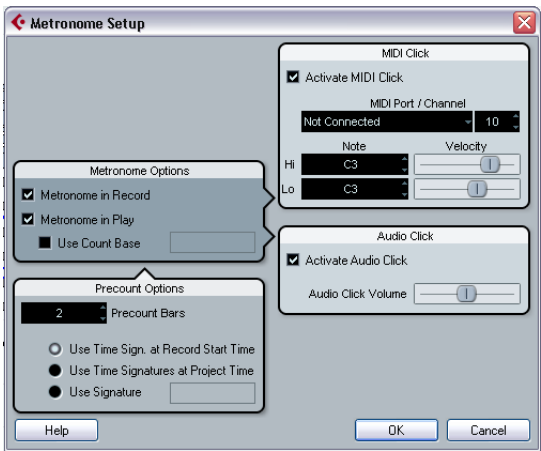 Metronome Setup
MIDI Click
Activate MIDI Click
MIDI Port / Channel
Not Connected 10
Note Velocity
Hi C3
Lo C3
Metronome Options
Metronome in Record
Metronome in Play
Use Count Base
Audio Click
Activate Audio Click
Audio Click Volume
Precount Options
2 Precount Bars
Use Time Sign. at Record Start Time
Use Time Signatures at Project Time
Use Signature
Help OK Cancel